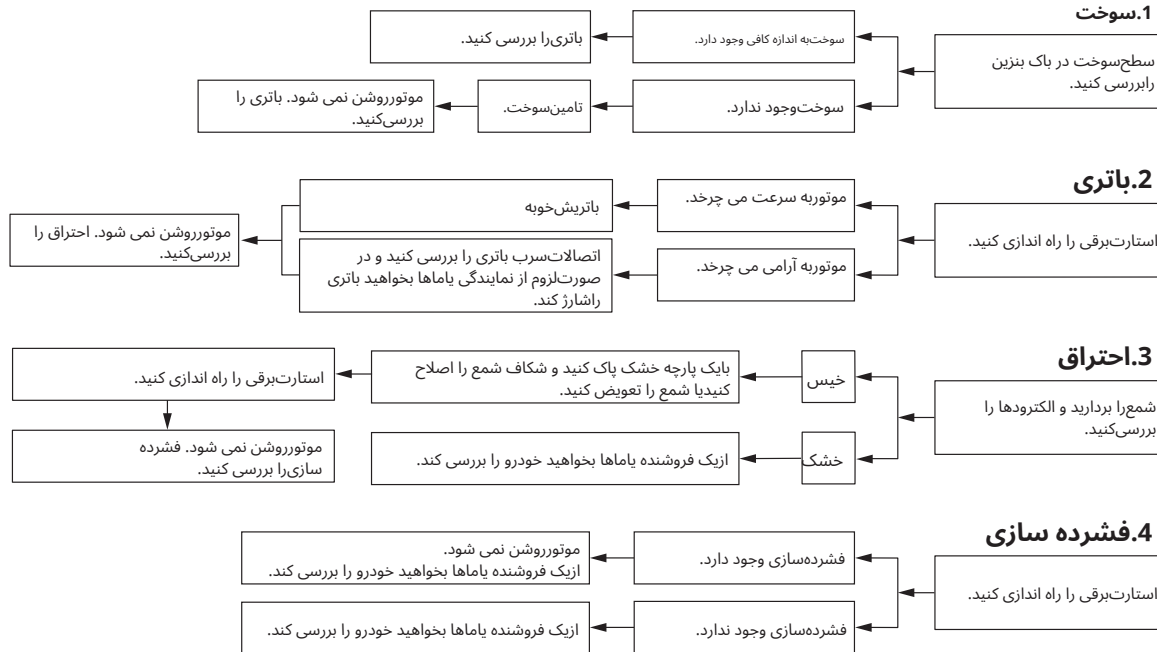 1.سوخت
سطح‌سوخت در باک بنزین
رابررسی کنید.
سوخت‌به اندازه کافی وجود دارد.
باتری‌را بررسی کنید.
سوخت‌وجود ندارد.
تامین‌سوخت.
موتورروشن نمی شود. باتری را
بررسی‌کنید.
2.باتری
استارت‌برقی را راه اندازی کنید.
موتوربه سرعت می چرخد.
باتریش‌خوبه
موتوربه آرامی می چرخد.
اتصالات‌سرب باتری را بررسی کنید و در
صورت‌لزوم از نمایندگی یاماها بخواهید باتری
راشارژ کند.
موتورروشن نمی شود. احتراق را
بررسی‌کنید.
3.احتراق
شمع‌را بردارید و الکترودها را
بررسی‌کنید.
خیس
بایک پارچه خشک پاک کنید و شکاف شمع را اصلاح
کنیدیا شمع را تعویض کنید.
استارت‌برقی را راه اندازی کنید.
موتورروشن نمی شود. فشرده
سازی‌را بررسی کنید.
خشک
ازیک فروشنده یاماها بخواهید خودرو را بررسی کند.
4.فشرده سازی
استارت‌برقی را راه اندازی کنید.
فشرده‌سازی وجود دارد.
موتورروشن نمی شود.
ازیک فروشنده یاماها بخواهید خودرو را بررسی کند.
فشرده‌سازی وجود ندارد.
ازیک فروشنده یاماها بخواهید خودرو را بررسی کند.